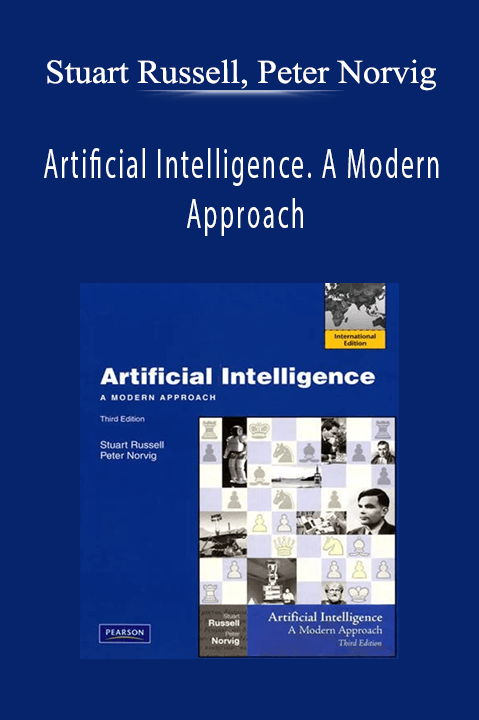 Stuart Russell, Peter Norvig
Artificial Intelligence. A Modern
Approach
International
Edition
Artificial Intelligence
A MODERN APPROACH
Third Edition
Stuart Russell
Peter Norvig
Stuart
Russell
Peter
Norvig
Artificial Intelligence
A Modern Approach
Third Edition
PEARSON